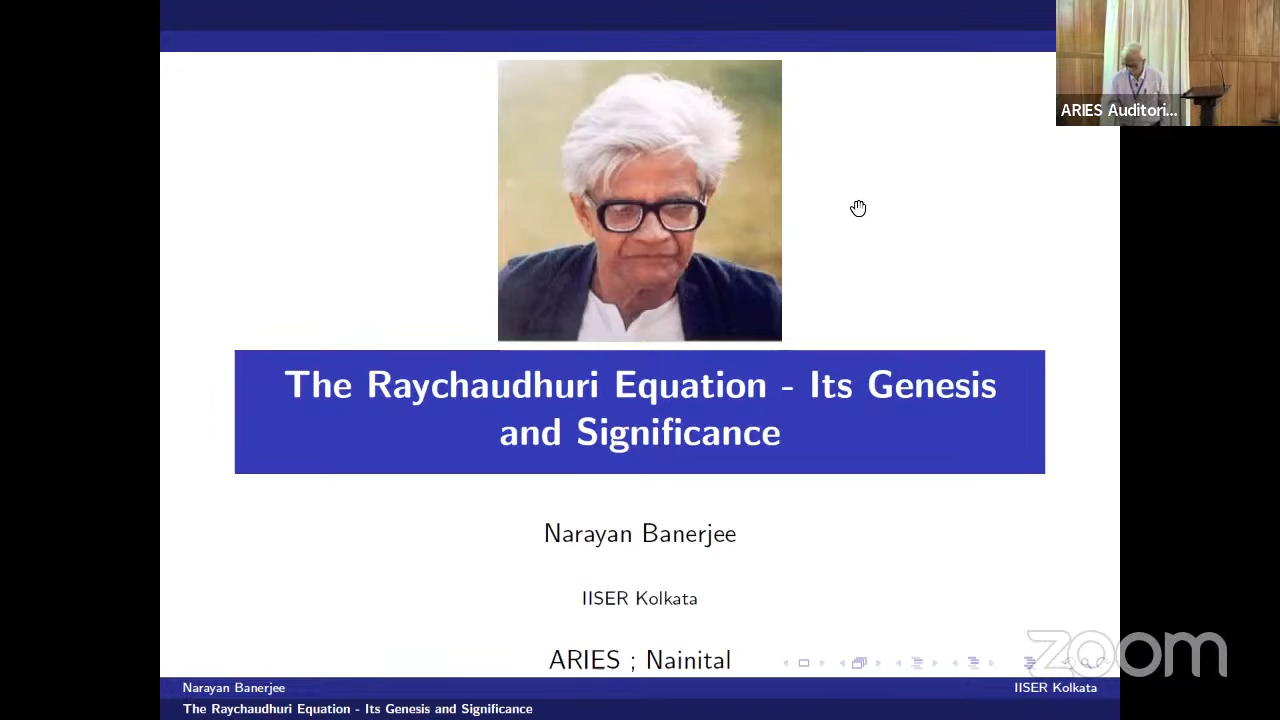 ARIES Auditori...
The Raychaudhuri Equation - Its Genesis
and Significance
Narayan Banerjee
IISER Kolkata
ARIES ; Nainital
zoom
Narayan Banerjee
IISER Kolkata
The Raychaudhuri Equation - Its Genesis and Significance